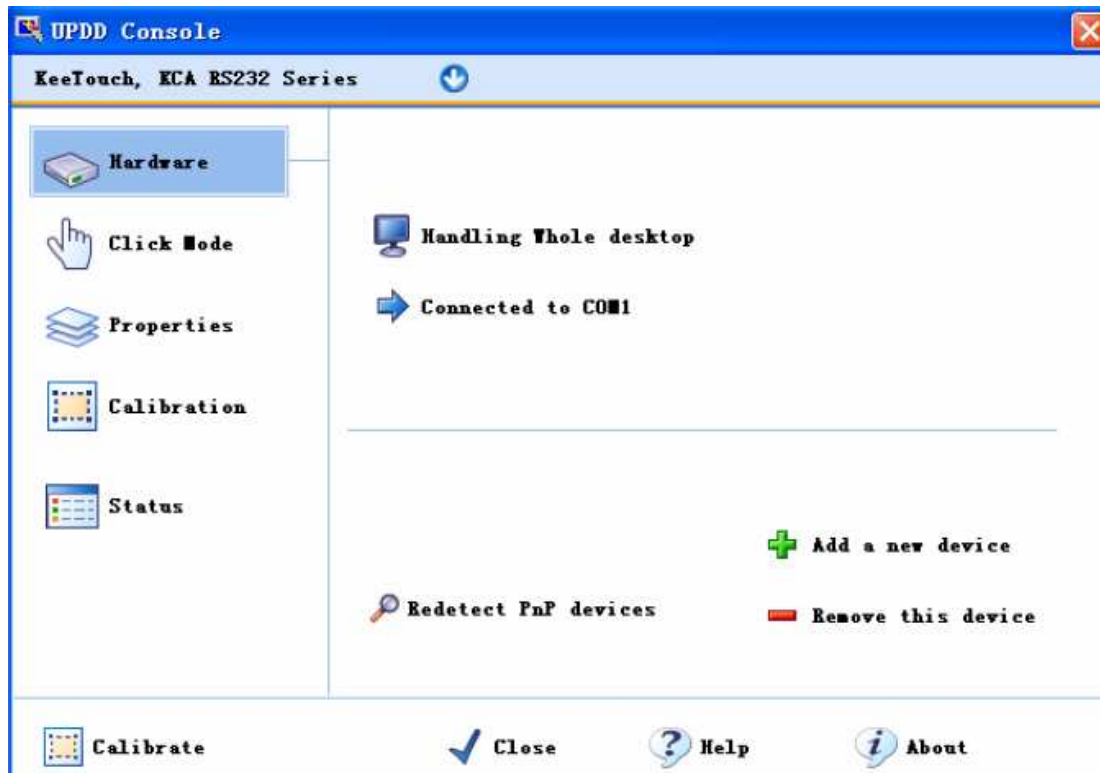 UPDD Console
KeeTouch, KCA RS232 Series
Hardware
Click Mode
Properties
Calibration
Status
Handling Whole desktop
Connected to COM1
Add a new device
Redetect PnP devices
Remove this device
Calibrate
Close
Help
About